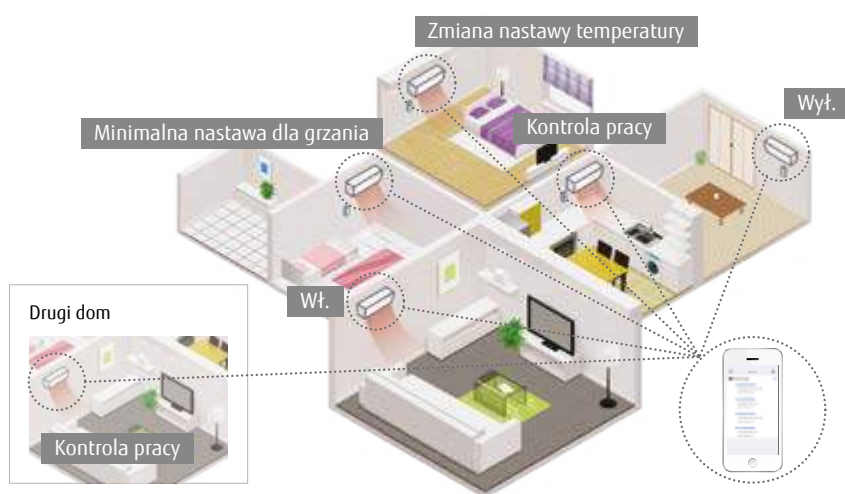 Zmiana nastawy temperatury
Wył.
Minimalna nastawa dla grzania
Kontrola pracy
Wł.
Drugi dom
Kontrola pracy